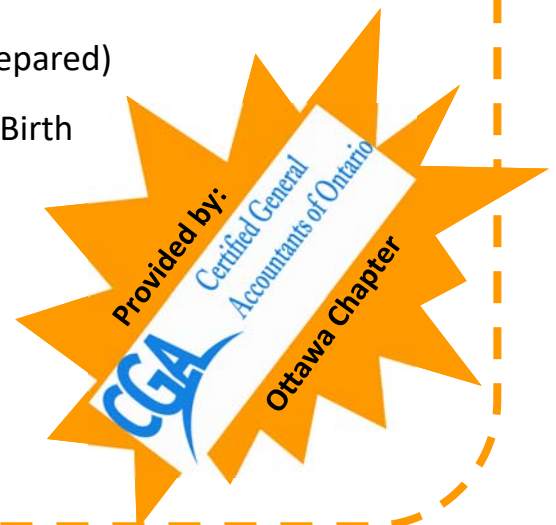 epared)
Birth
Provided by:
CGA
Certified General
Accountants of Ontario
Ottawa Chapter